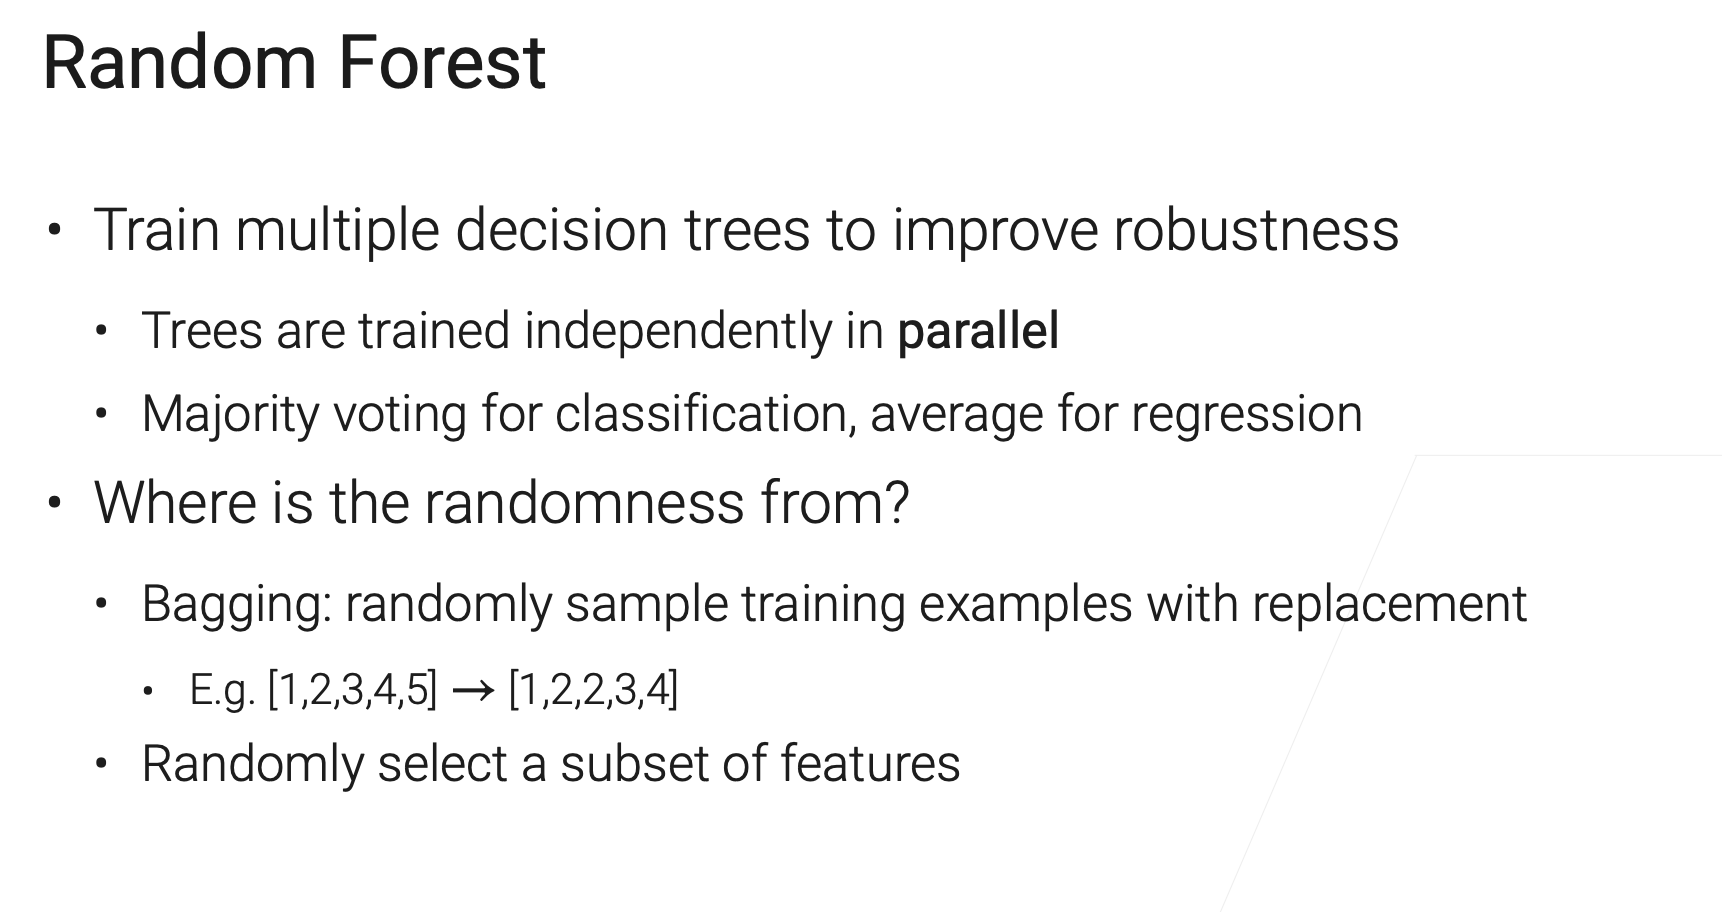 Random Forest
• Train multiple decision trees to improve robustness
• Trees are trained independently in parallel
• Majority voting for classification, average for regression
• Where is the randomness from?
• Bagging: randomly sample training examples with replacement
• E.g. [1,2,3,4,5] → [1,2,2,3,4]
• Randomly select a subset of features